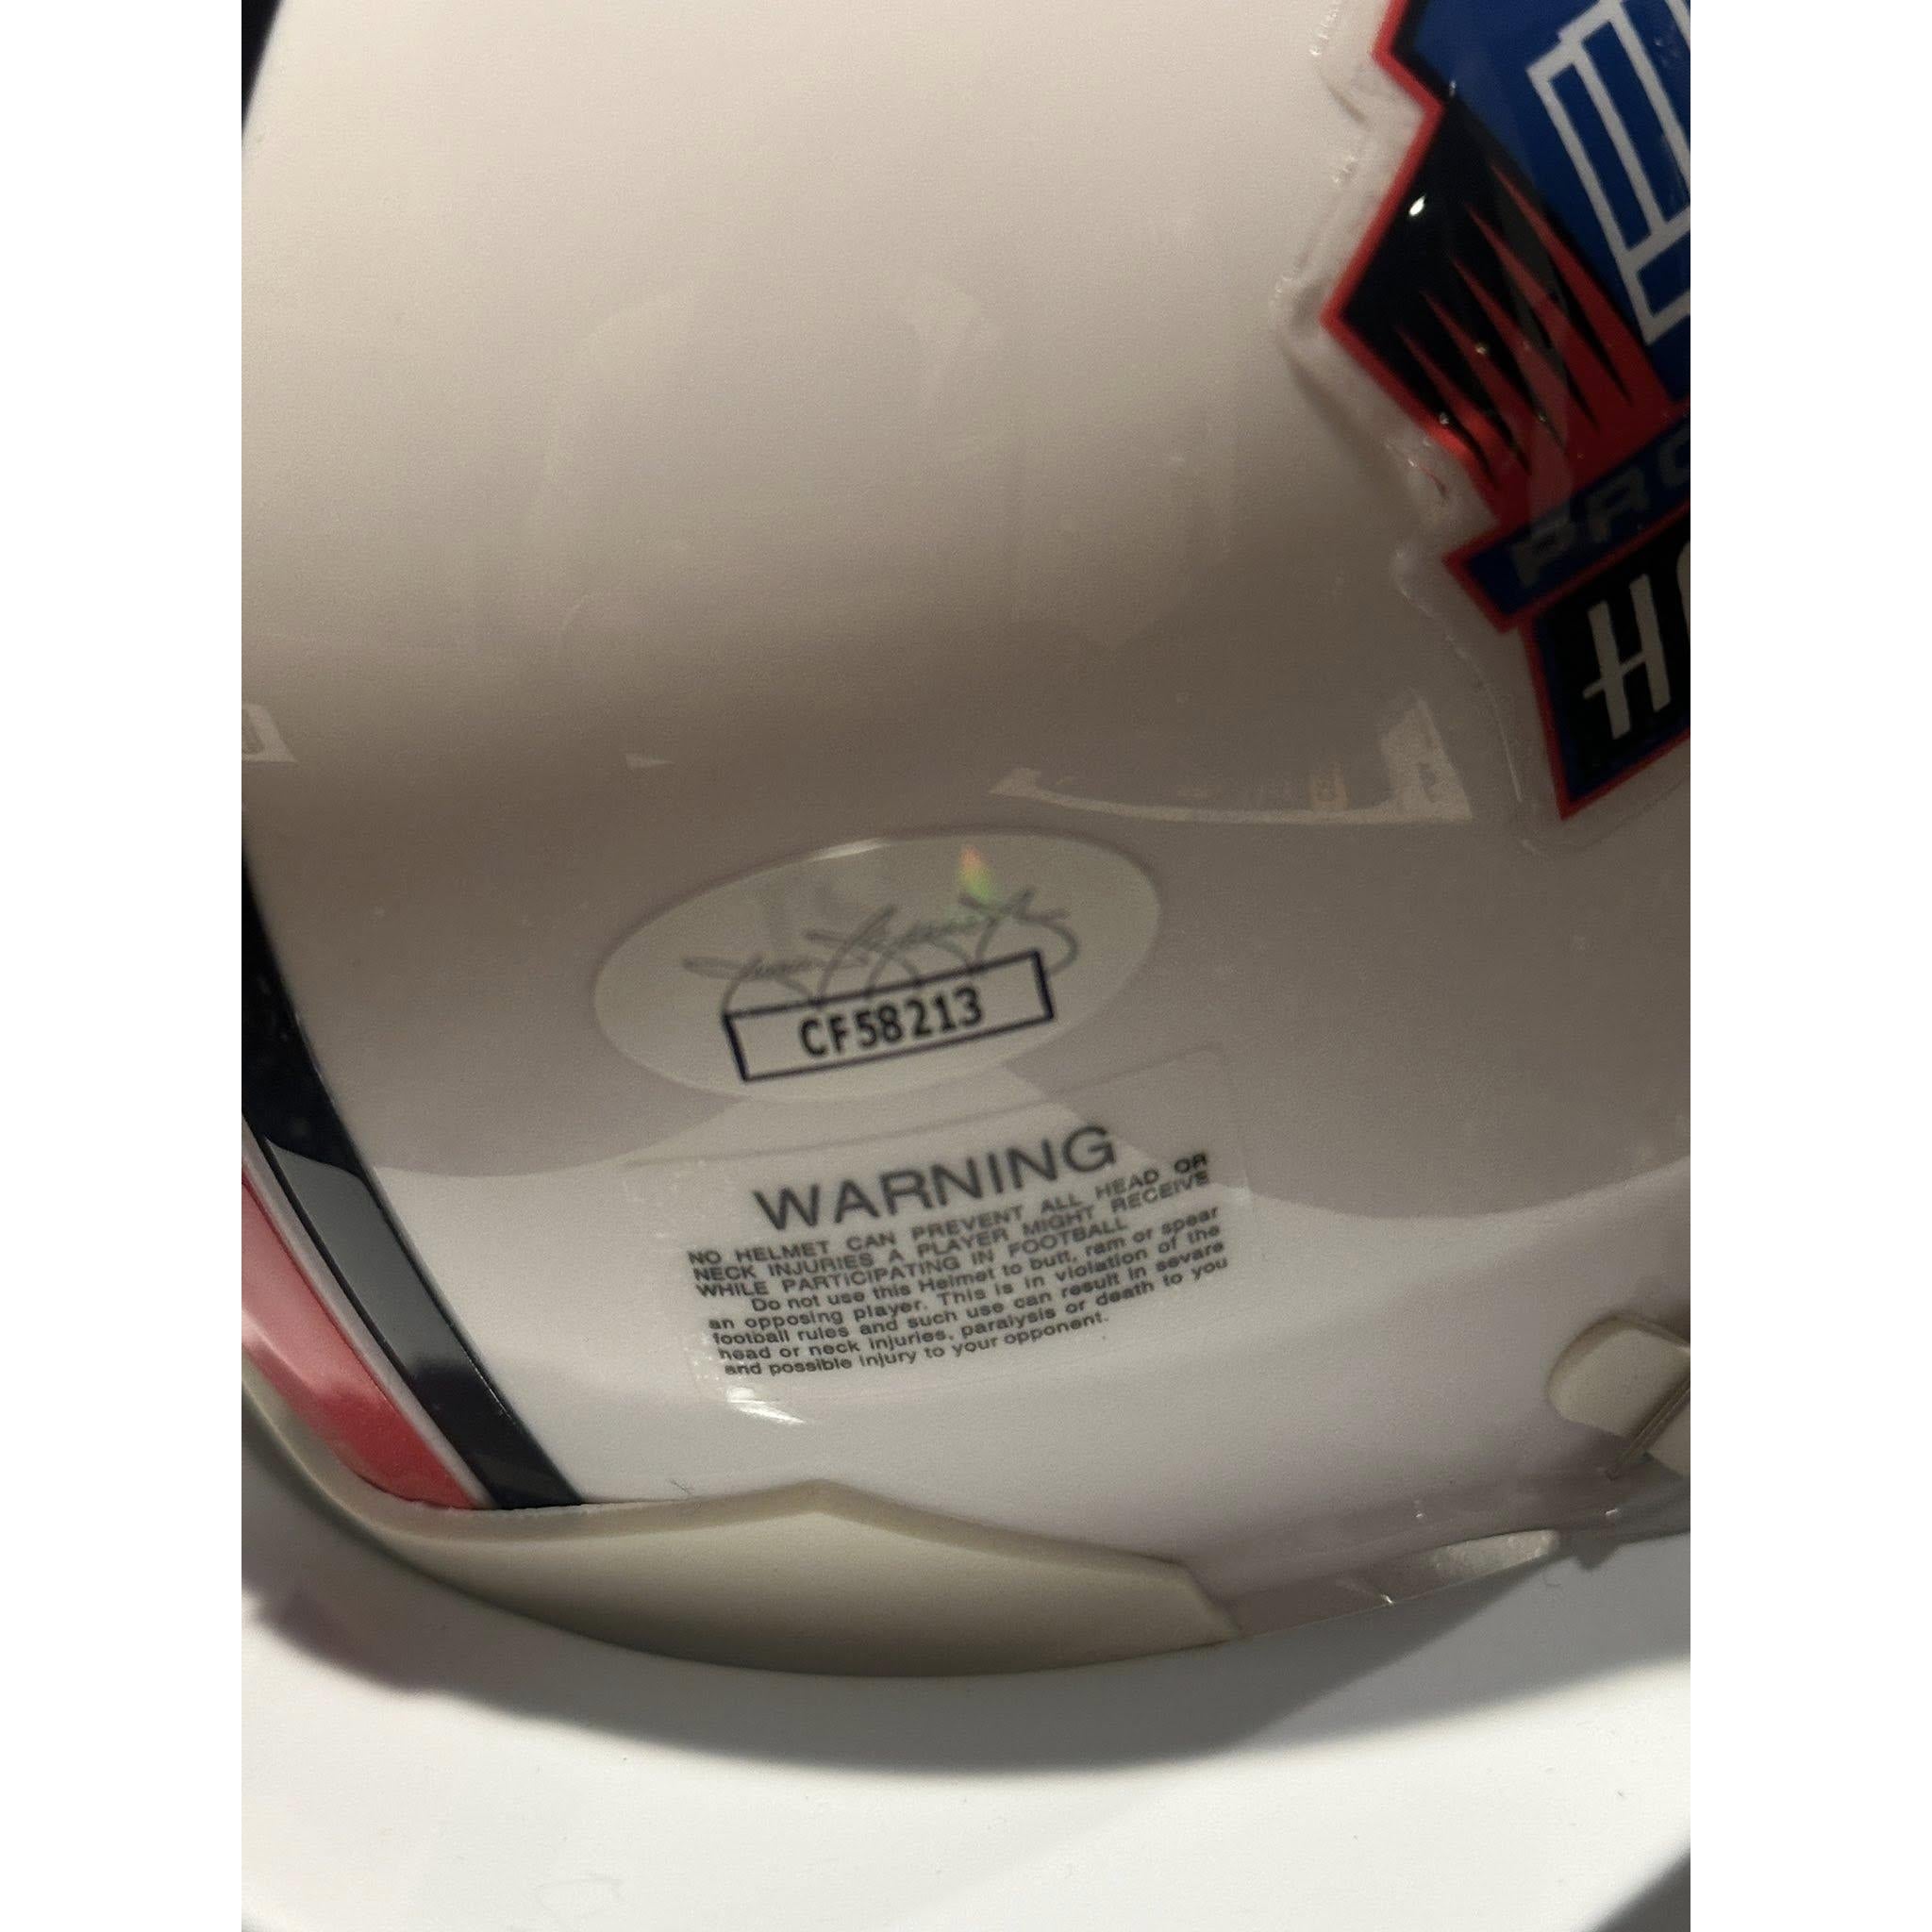 PRO
H
CF58213
WARNING
NO HELMET CAN PREVENT ALL HEAD OR
NECK INJURIES A PLAYER MIGHT RECEIVE
WHILE PARTICIPATING IN FOOTBALL
Do not use this Helmet to butt, ram or spear
an opposing player. This is in violation of the
football rules and such use can result in severe
head or neck injuries, paralysis or death to you
and possible injury to your opponent.